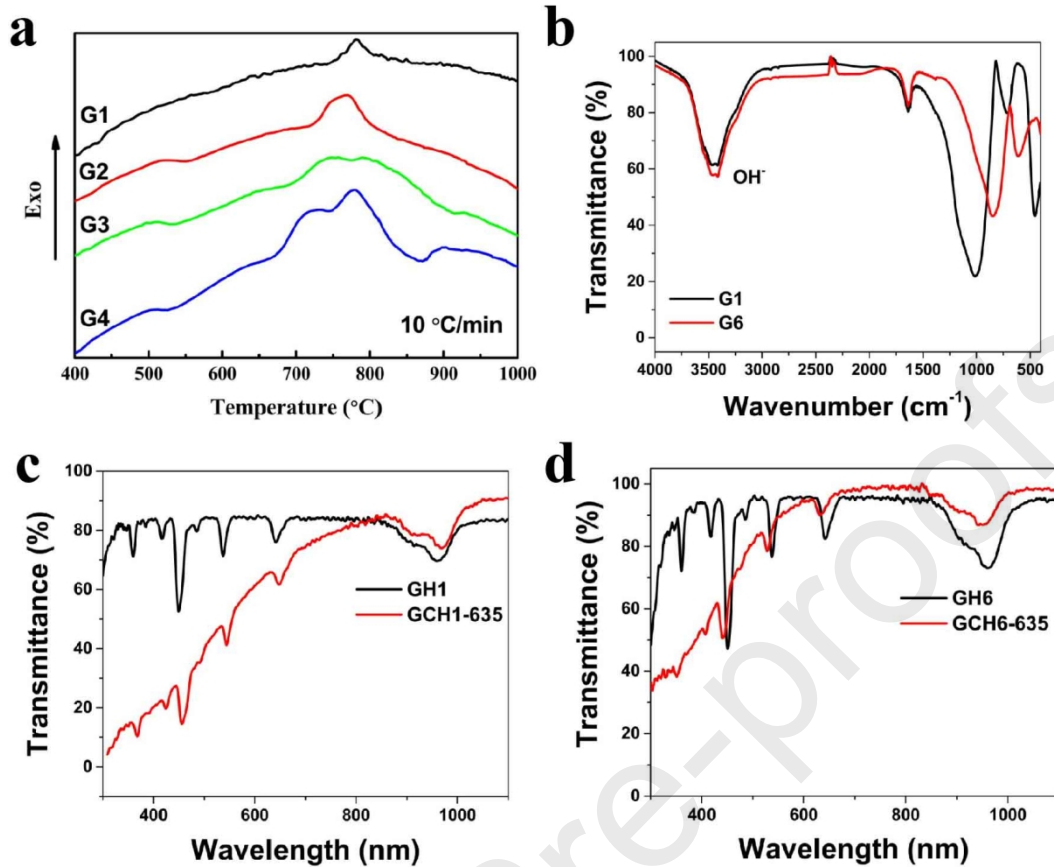 a
Exo
G1
G2
G3
G4
10 °C/min
400 500 600 700 800 900 1000
Temperature (°C)
b
Transmittance (%)
100
80
60
40
20
0
OH-
G1
G6
4000 3500 3000 2500 2000 1500 1000 500
Wavenumber (cm-1)
c
Transmittance (%)
100
80
60
40
20
0
GH1
GCH1-635
400 600 800 1000
Wavelength (nm)
d
Transmittance (%)
100
80
60
40
20
0
GH6
GCH6-635
400 600 800 1000
Wavelength (nm)
re-proofs